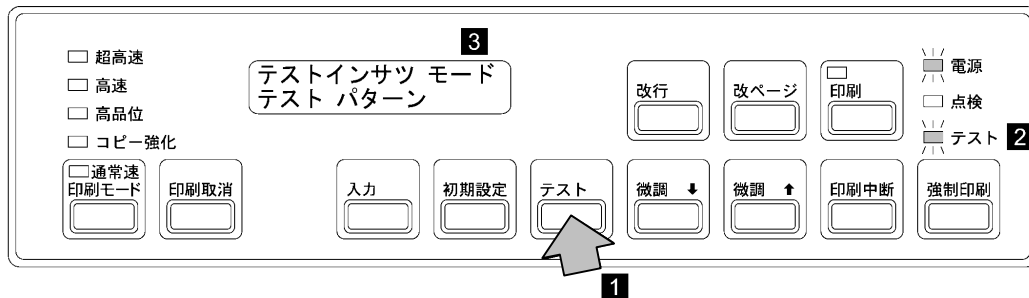 3
超高速
高速
高品位
コピー強化
テストインサツ モード
テスト パターン
改行
改ページ
印刷
電源
点検
テスト 2
通常速
印刷モード
印刷取消
入力
初期設定
テスト
微調 ⬇
微調 ⬆
印刷中断
強制印刷
1